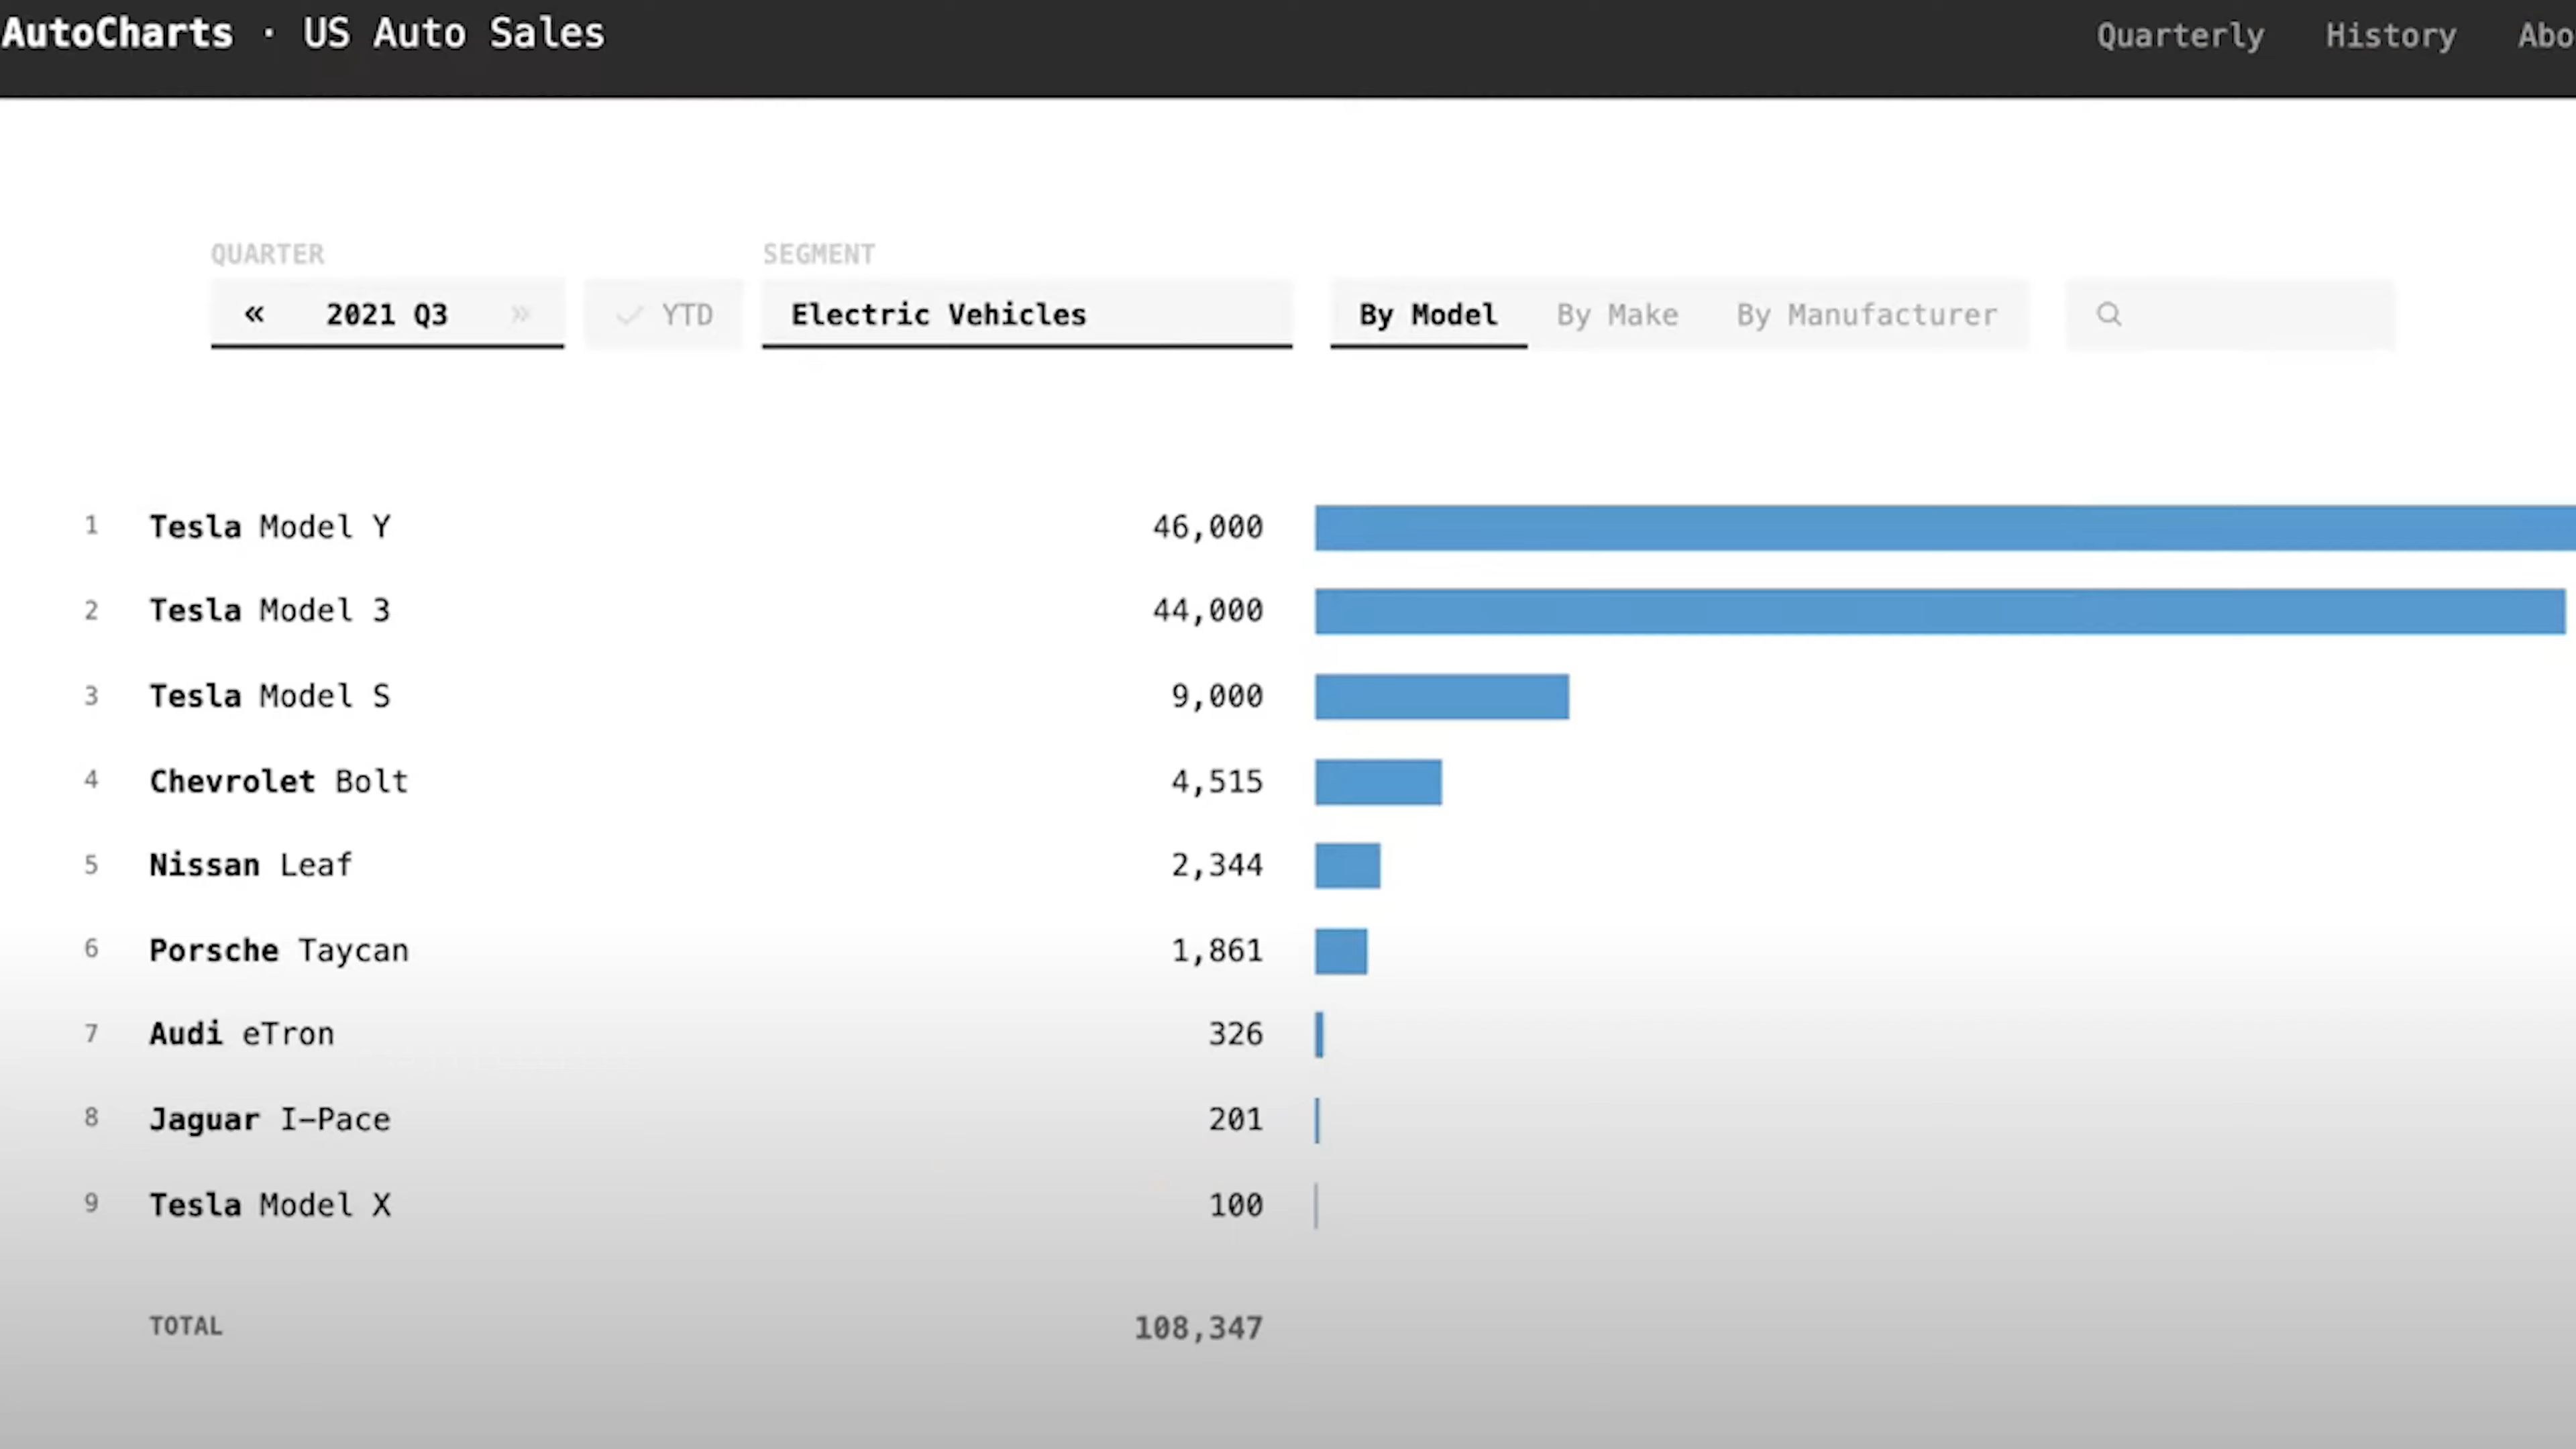 AutoCharts · US Auto Sales Quarterly History Abo
QUARTER SEGMENT
« 2021 Q3 » ✓ YTD Electric Vehicles By Model By Make By Manufacturer
1 Tesla Model Y 46,000
2 Tesla Model 3 44,000
3 Tesla Model S 9,000
4 Chevrolet Bolt 4,515
5 Nissan Leaf 2,344
6 Porsche Taycan 1,861
7 Audi eTron 326
8 Jaguar I-Pace 201
9 Tesla Model X 100
TOTAL 108,347